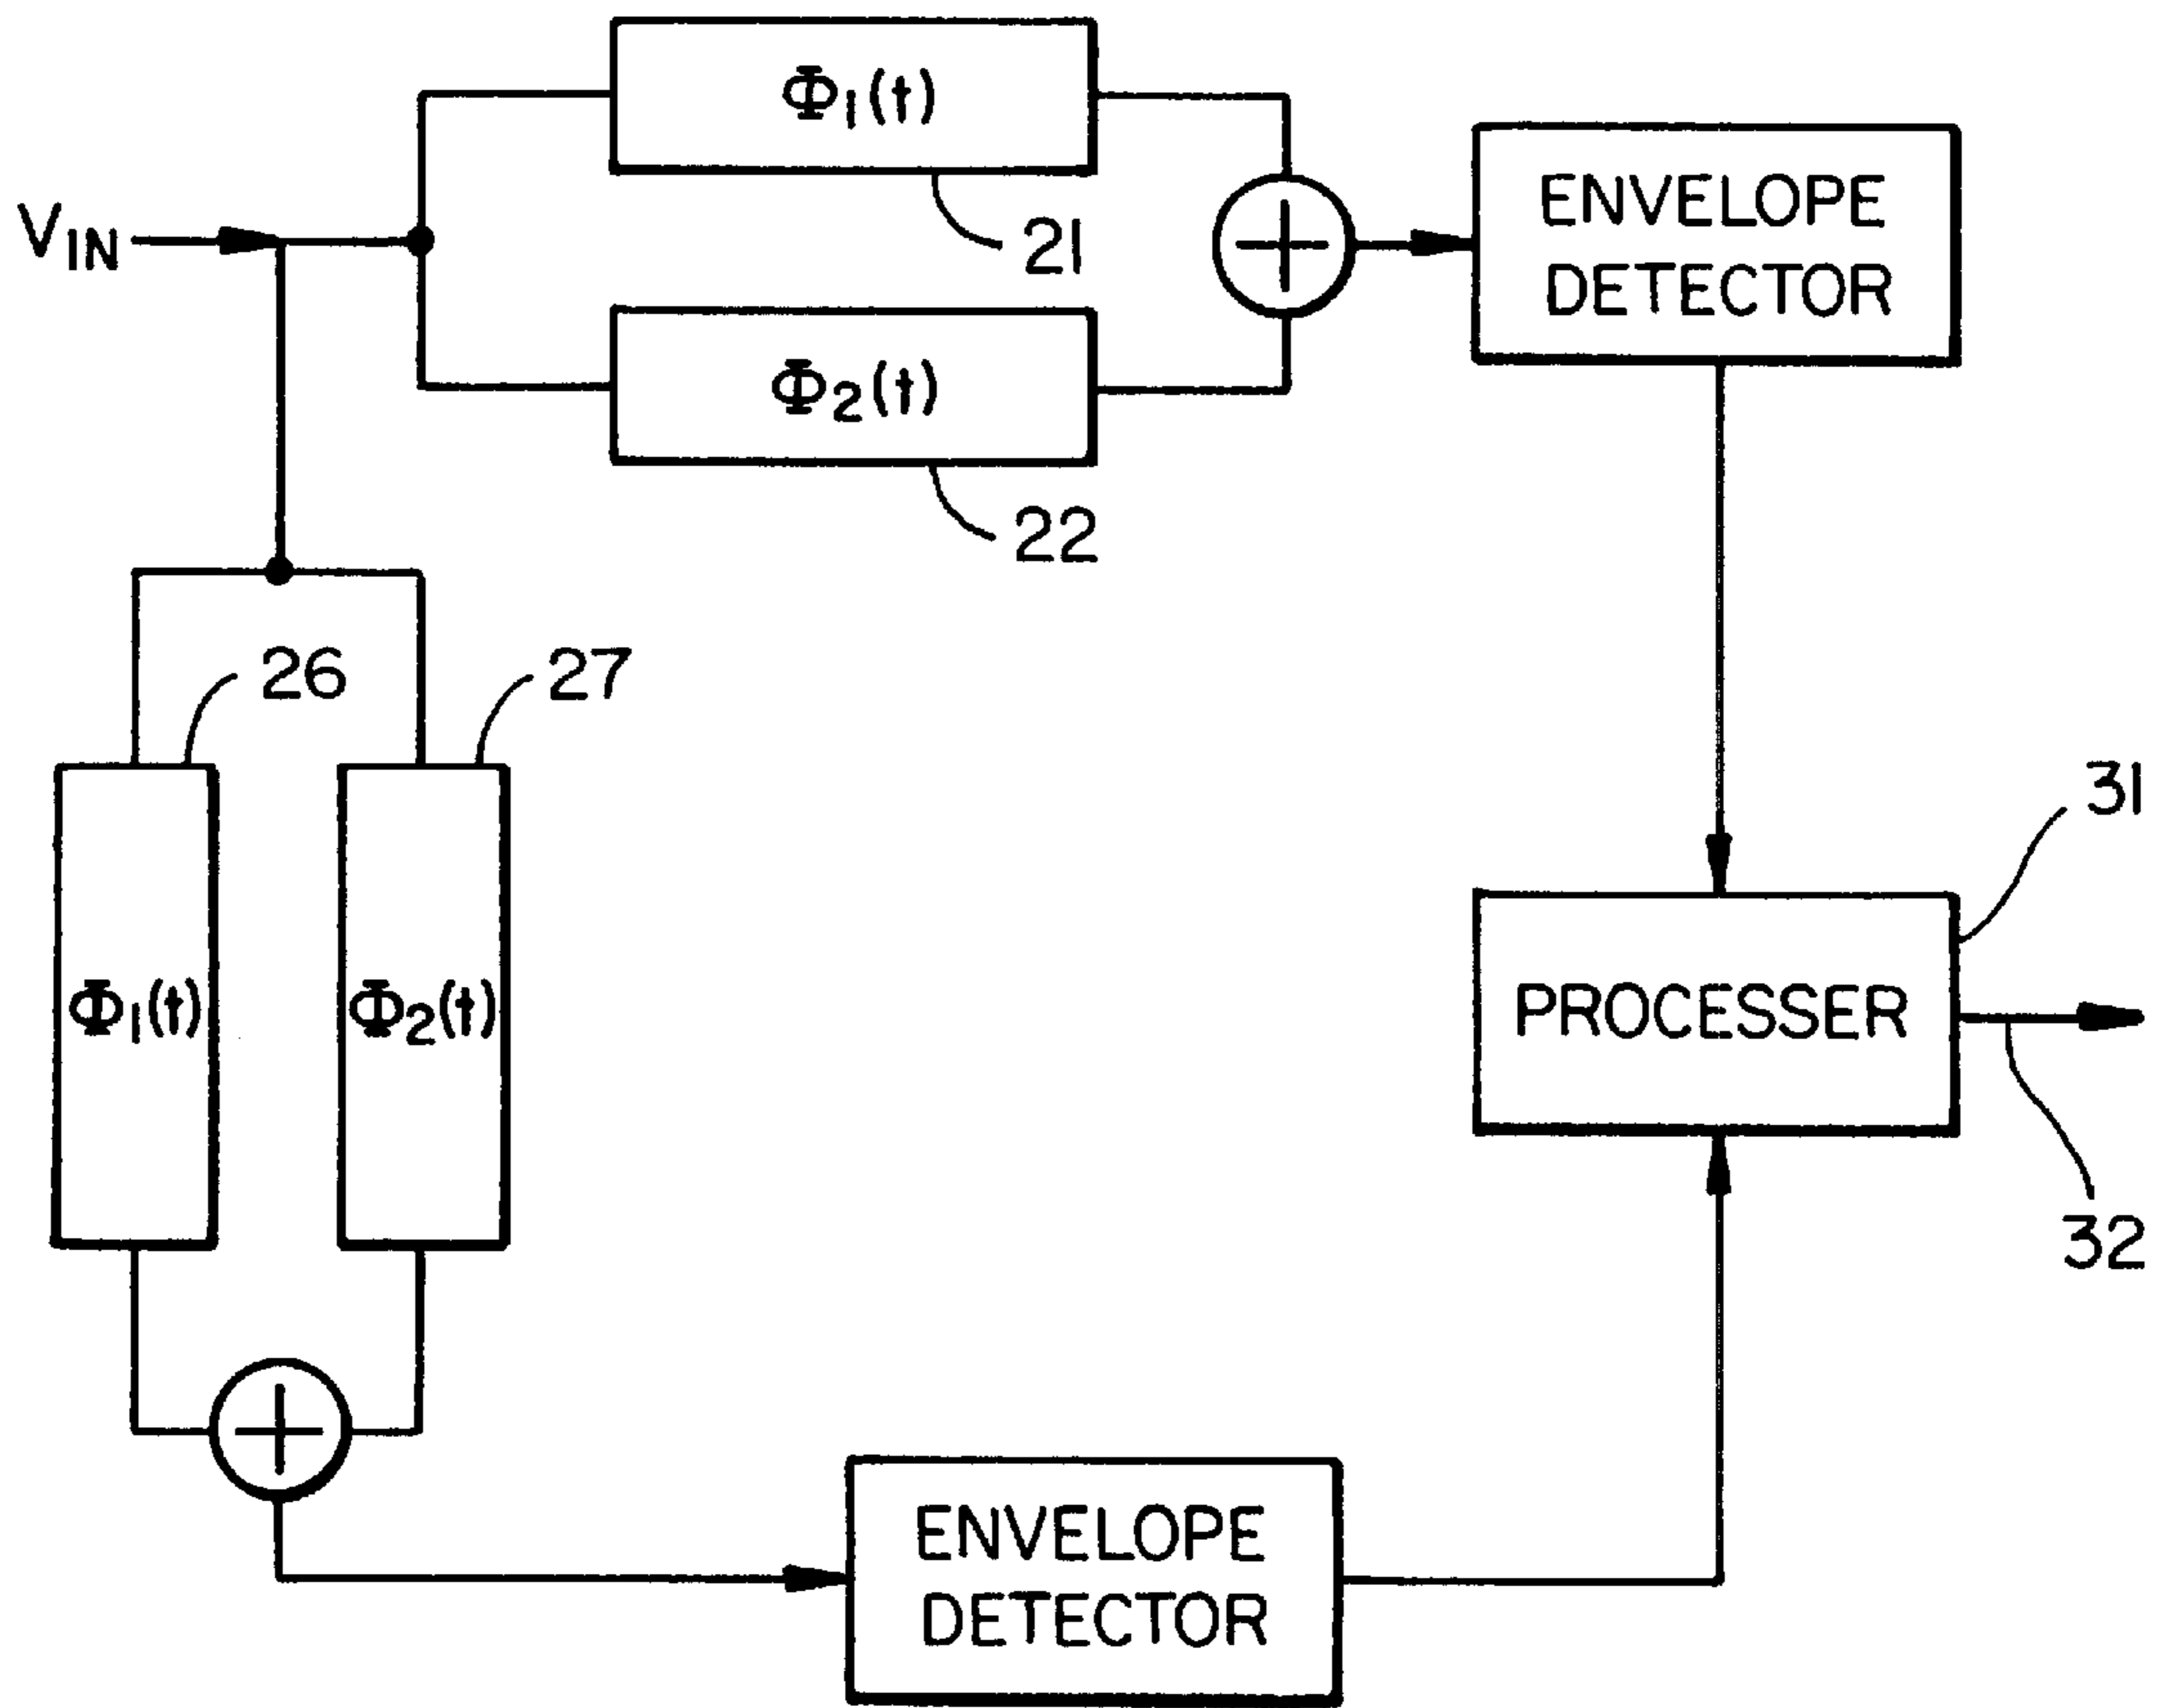 Φ1(t)
VIN
21
ENVELOPE
DETECTOR
Φ2(t)
22
26
27
31
Φ1(t)
Φ2(t)
PROCESSER
32
ENVELOPE
DETECTOR